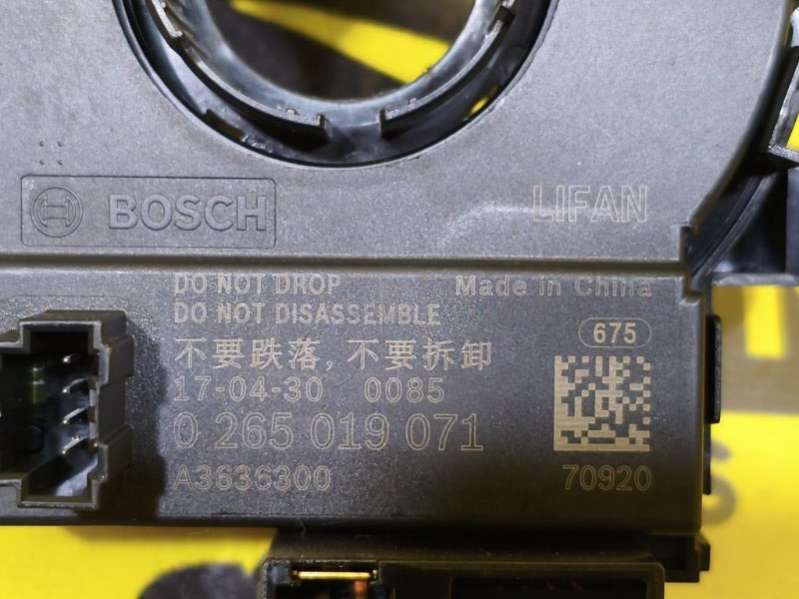 BOSCH
LIFAN
DO NOT DROP
Made in China
DO NOT DISASSEMBLE
675
不要跌落, 不要拆卸
17-04-30 0085
0 265 019 071
A3636300
70920